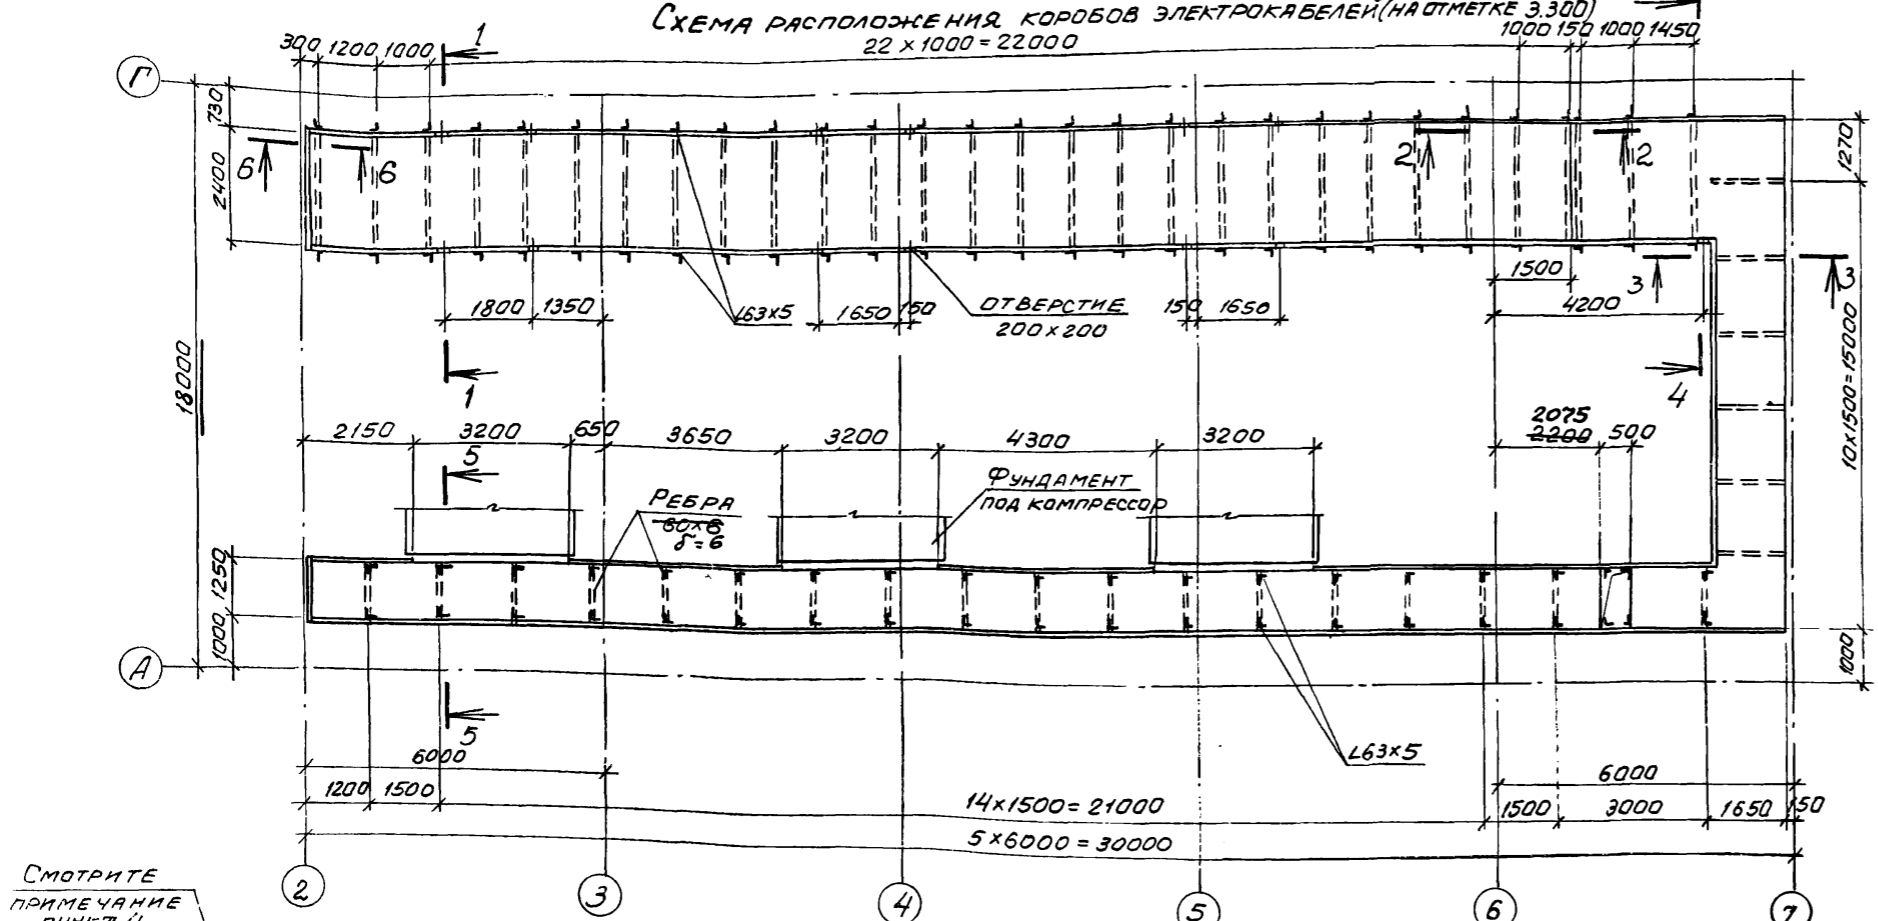 Схема расположения коробов электрокабелей (на отметке 3.300)
300 1200 1000 1 22 × 1000 = 22000 1000 150 1000 1450
Г
730
2400
6 6 2 2
1270
1500
3 3
4200
1800 1350 L63×5 1650 150 ОТВЕРСТИЕ 150 1650
200×200
18000
1 4
10×1500=15000
2075
2150 3200 650 3650 3200 4300 3200 2200 500
5
РЕБРА
60×6
δ=6
ФУНДАМЕНТ
ПОД КОМПРЕССОР
1250
1000
1000
А
5
6000 L63×5 6000
1200 1500 14×1500=21000 1500 3000 1650 150
5×6000=30000
2 3 4 5 6 7
СМОТРИТЕ
ПРИМЕЧАНИЕ